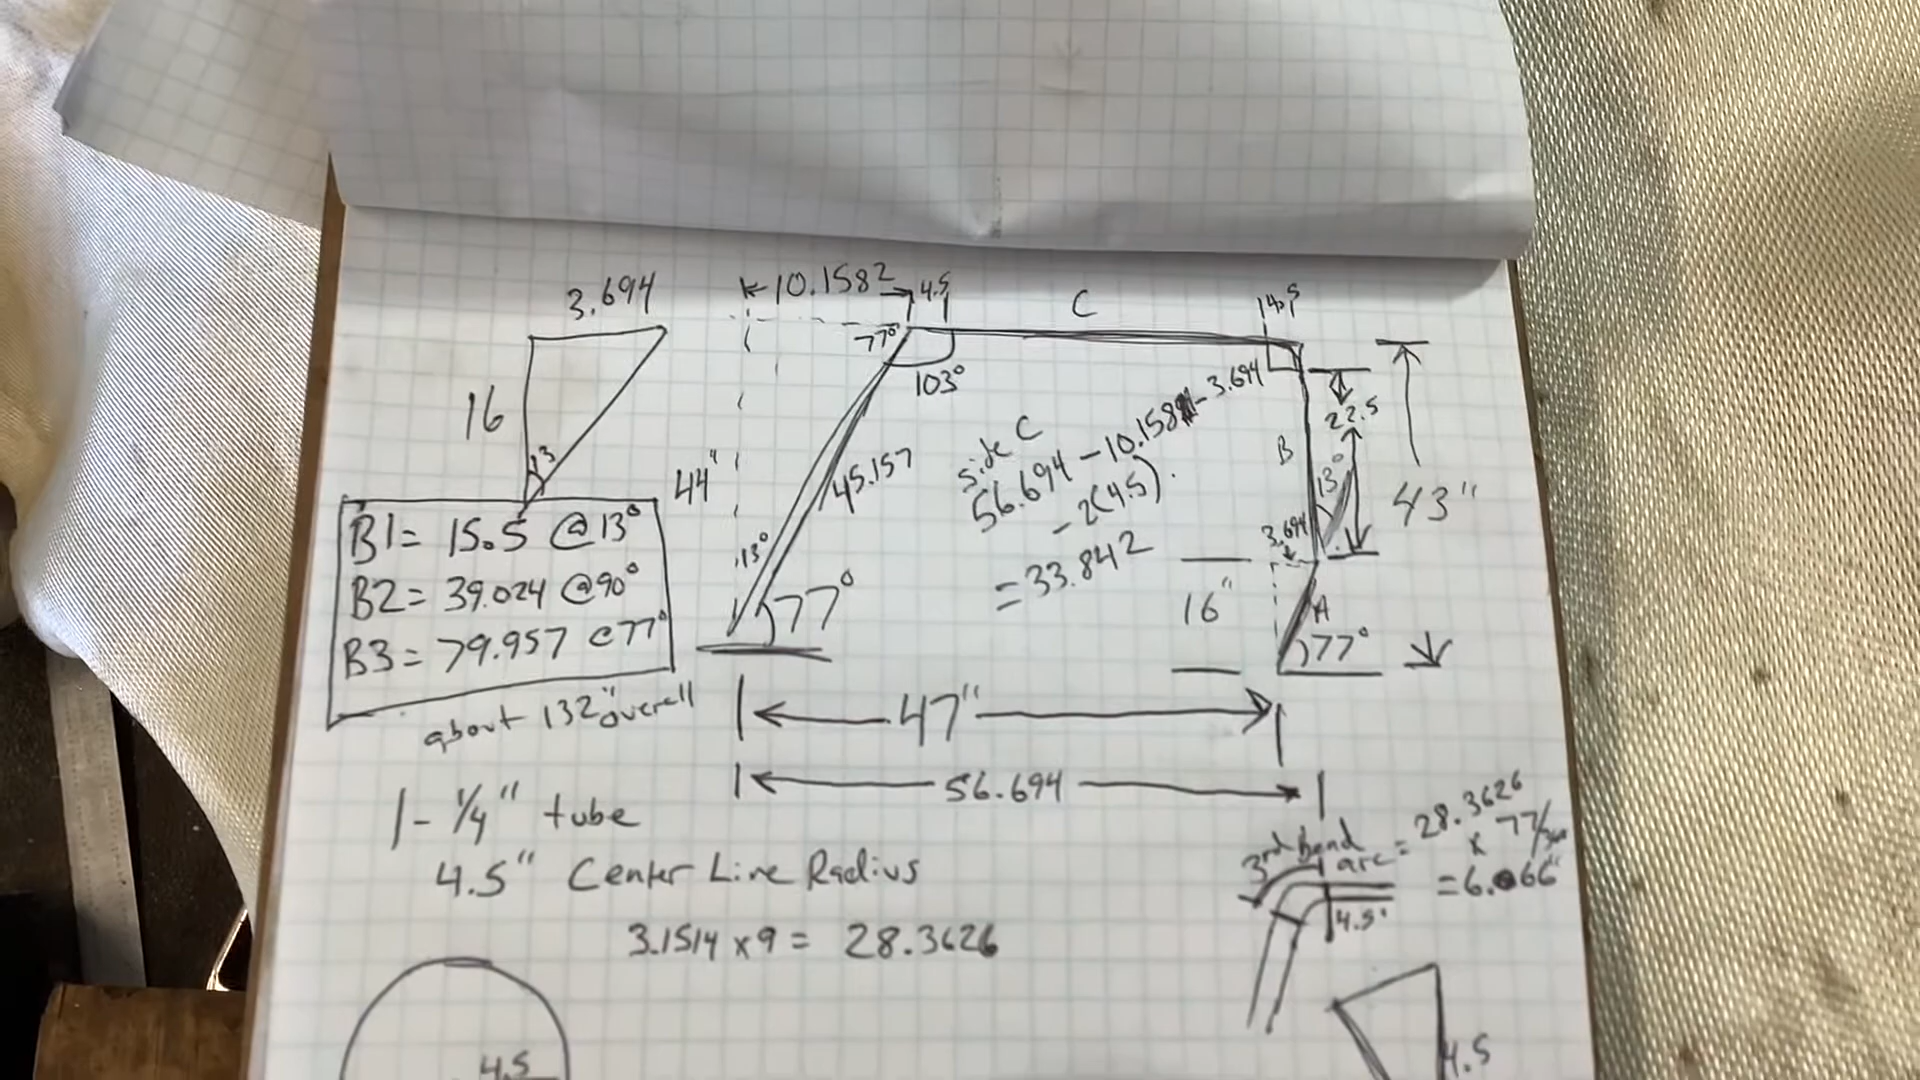 3.694
16
13
10.1582
4.5
C
4.5
77°
103°
44"
45.157
13°
77°
side C
56.694 - 10.158 - 3.694
- 2(4.5)
= 33.842
22.5
B
13°
43"
3.694
16"
A
77°
B1= 15.5 @13°
B2= 39.024 @90°
B3= 79.957 @77°
about 132" overall
47"
56.694
1-1/4" tube
4.5" Center Line Radius
3.1514 x 9 = 28.3626
3rd Bend
arc = 28.3626
x 77/360
= 6.066"
4.5"
4.5
4.5